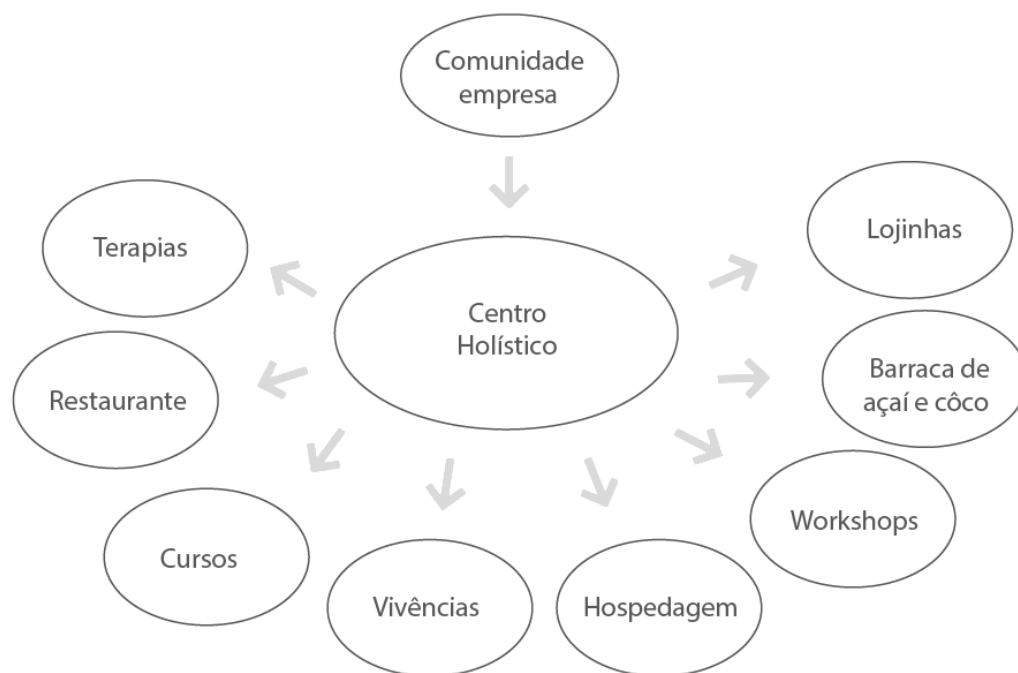 Comunidade
empresa
Terapias
Lojinhas
Centro
Holístico
Restaurante
Barraca de
açaí e côco
Cursos
Workshops
Vivências
Hospedagem